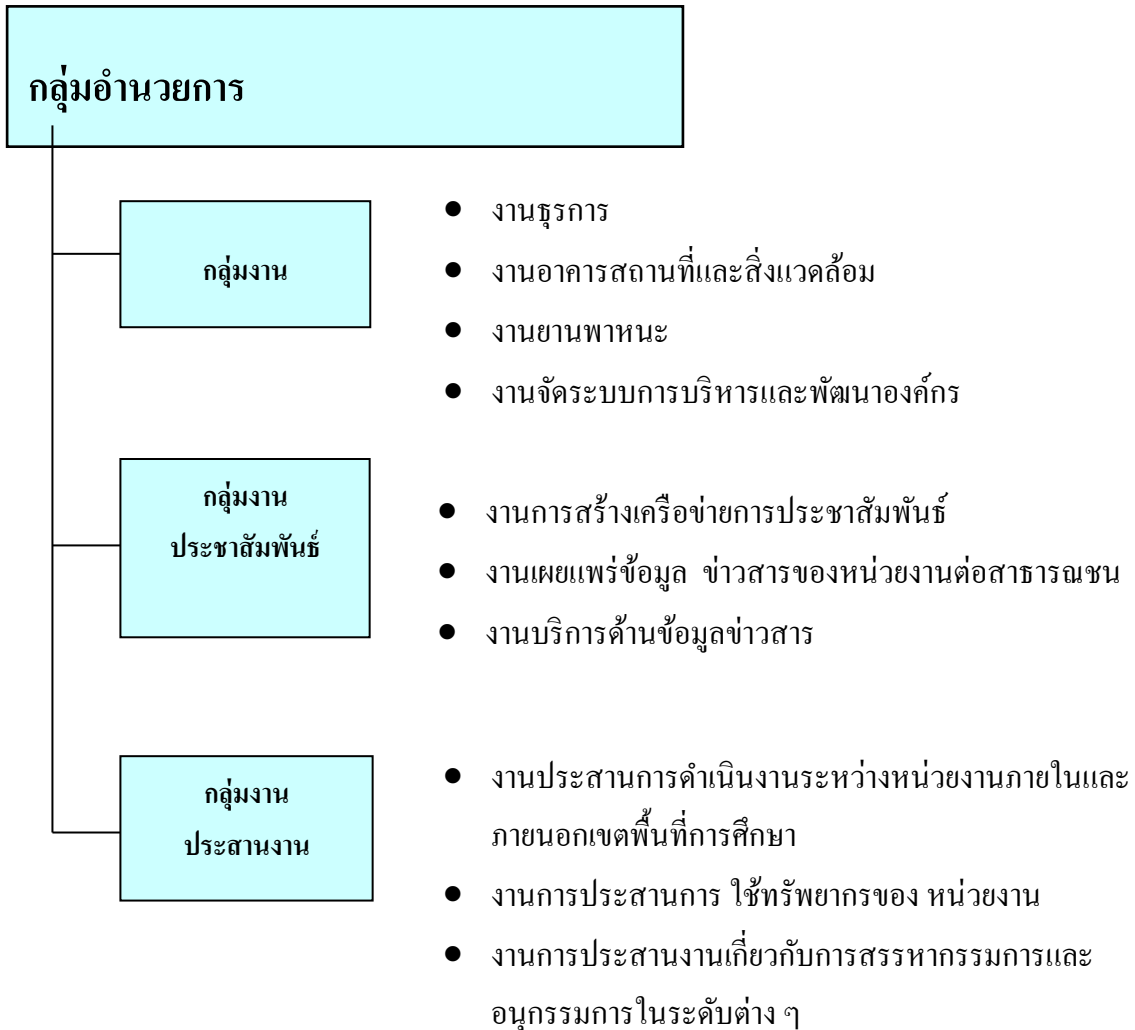 กลุ่มอำนวยการ
กลุ่มงาน
● งานธุรการ
● งานอาคารสถานที่และสิ่งแวดล้อม
● งานยานพาหนะ
● งานจัดระบบการบริหารและพัฒนาองค์กร
กลุ่มงาน
ประชาสัมพันธ์
● งานการสร้างเครือข่ายการประชาสัมพันธ์
● งานเผยแพร่ข้อมูล ข่าวสารของหน่วยงานต่อสาธารณชน
● งานบริการด้านข้อมูลข่าวสาร
กลุ่มงาน
ประสานงาน
● งานประสานการดำเนินงานระหว่างหน่วยงานภายในและ
ภายนอกเขตพื้นที่การศึกษา
● งานการประสานการ ใช้ทรัพยากรของ หน่วยงาน
● งานการประสานงานเกี่ยวกับการสรรหากรรมการและ
อนุกรรมการในระดับต่าง ๆ